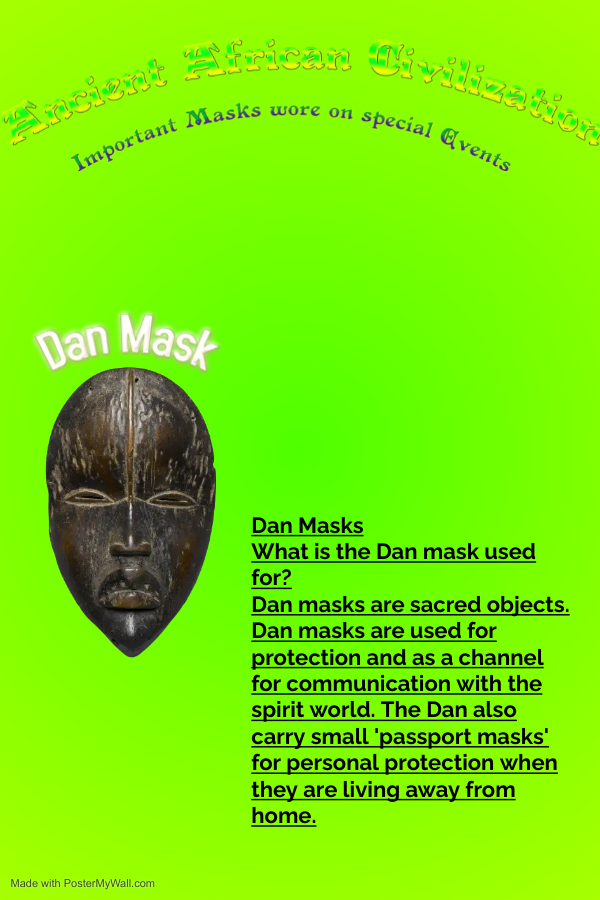 Ancient African Civilization
Important Masks wore on special Events
Dan Mask
Dan Masks
What is the Dan mask used
for?
Dan masks are sacred objects.
Dan masks are used for
protection and as a channel
for communication with the
spirit world. The Dan also
carry small 'passport masks'
for personal protection when
they are living away from
home.
Made with PosterMyWall.com